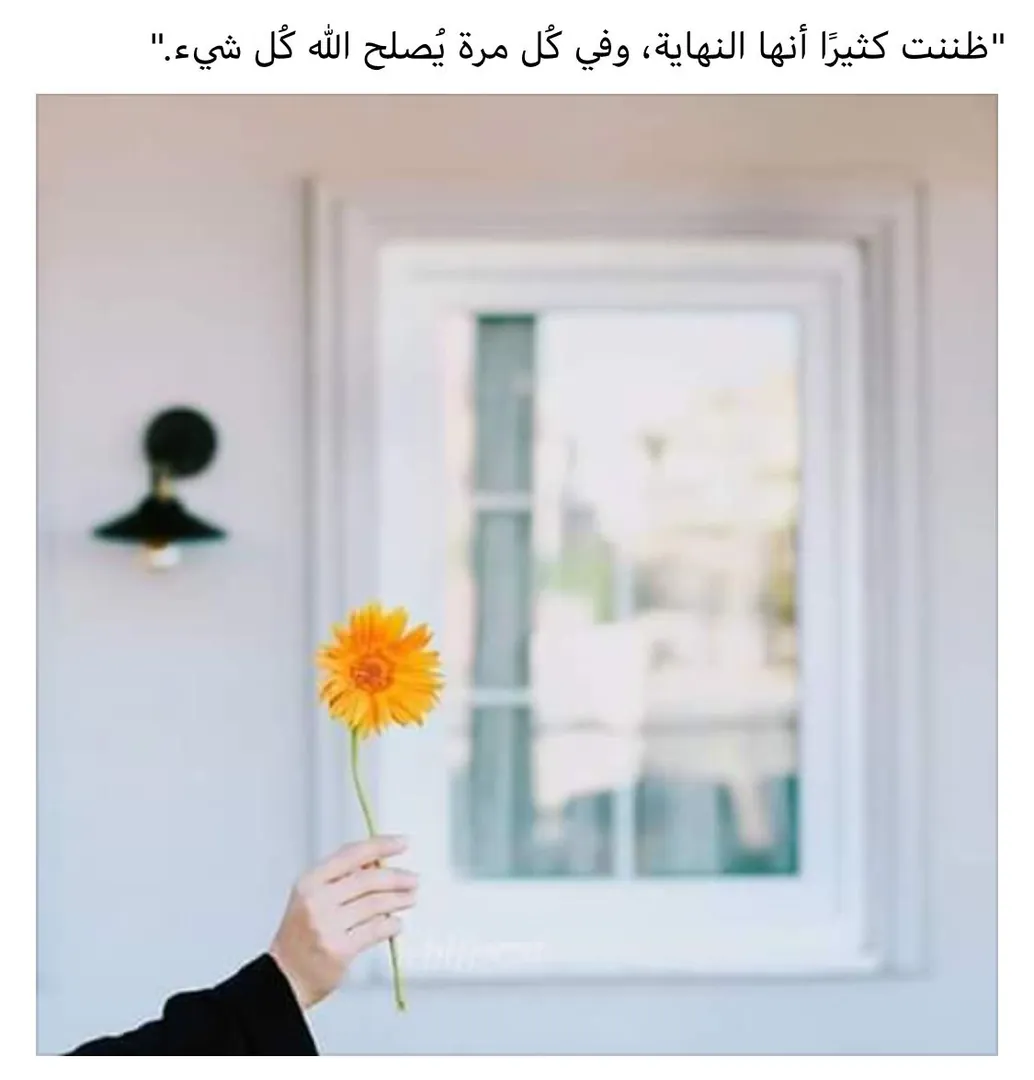 "ظننت كثيرًا أنها النهاية، وفي كُل مرة يُصلح الله كُل شيء."